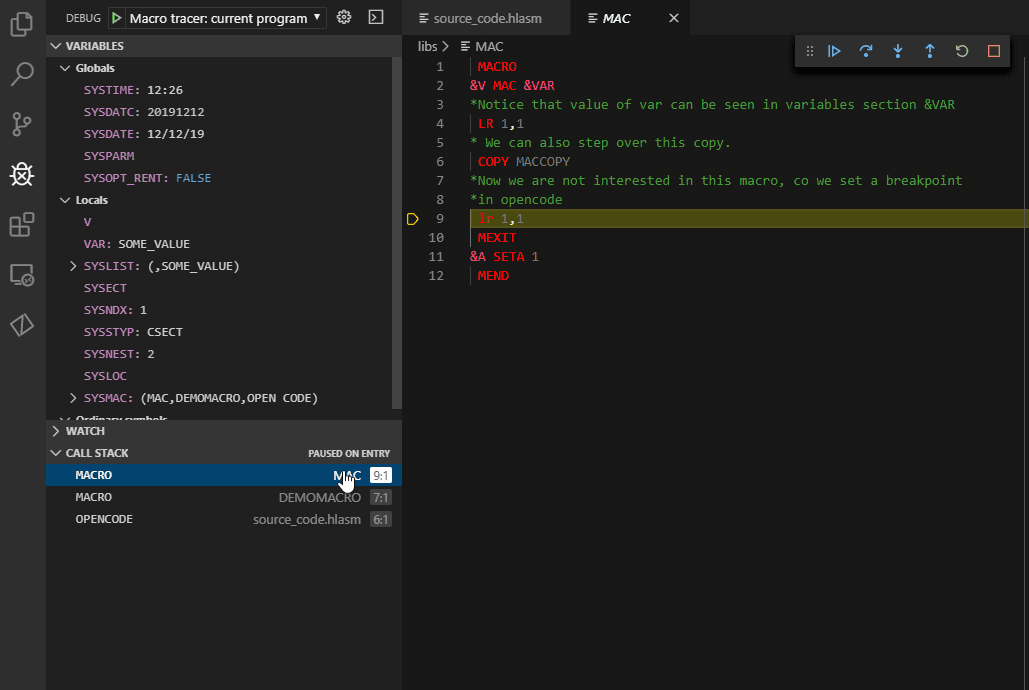 DEBUG Macro tracer: current program
VARIABLES
Globals
SYSTIME: 12:26
SYSDATC: 20191212
SYSDATE: 12/12/19
SYSPARM
SYSOPT_RENT: FALSE
Locals
V
VAR: SOME_VALUE
SYSLIST: (,SOME_VALUE)
SYSECT
SYSNDX: 1
SYSSTYP: CSECT
SYSNEST: 2
SYSLOC
SYSMAC: (MAC,DEMOMACRO,OPEN CODE)
Ordinary symbols
WATCH
CALL STACK PAUSED ON ENTRY
MACRO MAC 9:1
MACRO DEMOMACRO 7:1
OPENCODE source_code.hlasm 6:1
source_code.hlasm MAC
libs > MAC
1 MACRO
2 &V MAC &VAR
3 *Notice that value of var can be seen in variables section &VAR
4 LR 1,1
5 * We can also step over this copy.
6 COPY MACCOPY
7 *Now we are not interested in this macro, co we set a breakpoint
8 *in opencode
9 lr 1,1
10 MEXIT
11 &A SETA 1
12 MEND